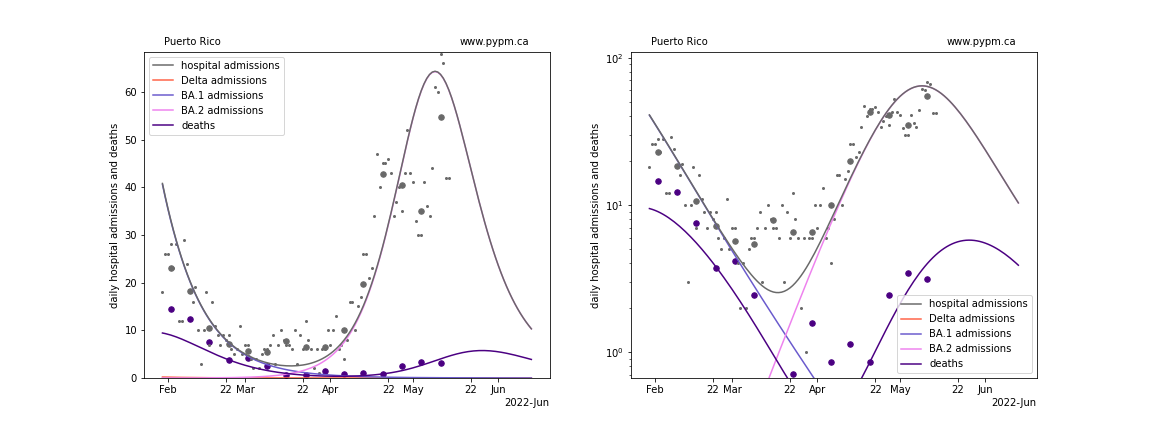 Puerto Rico
www.pypm.ca
daily hospital admissions and deaths
60
50
40
30
20
10
0
hospital admissions
Delta admissions
BA.1 admissions
BA.2 admissions
deaths
Feb 22 Mar 22 Apr 22 May 22 Jun
2022-Jun
Puerto Rico
www.pypm.ca
daily hospital admissions and deaths
10²
10¹
10⁰
hospital admissions
Delta admissions
BA.1 admissions
BA.2 admissions
deaths
Feb 22 Mar 22 Apr 22 May 22 Jun
2022-Jun